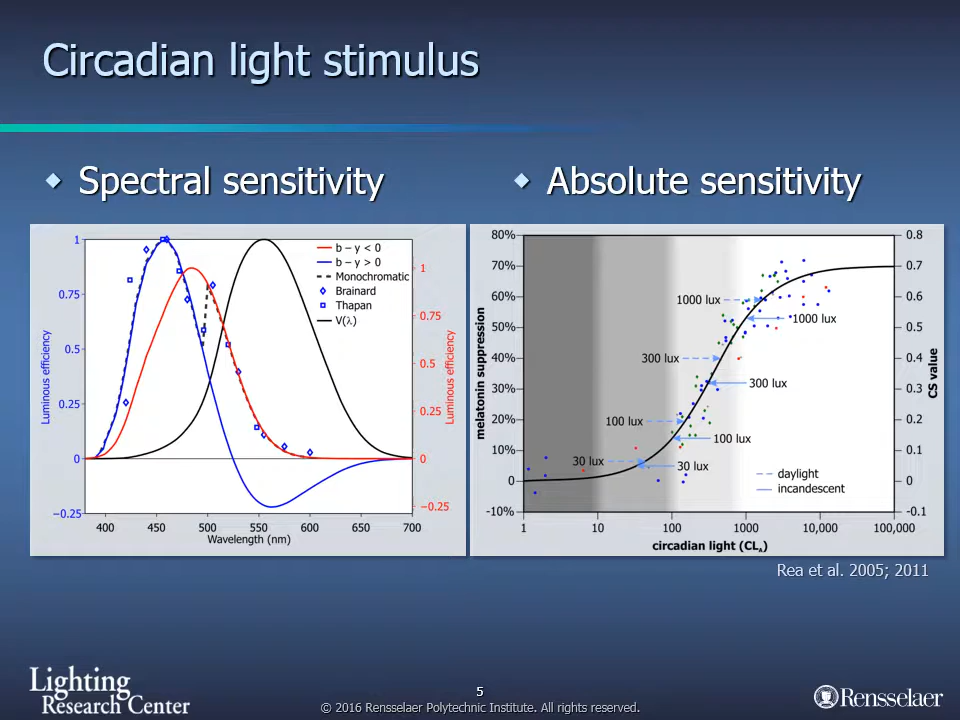 Circadian light stimulus
Spectral sensitivity
Absolute sensitivity
1
0.75
0.5
0.25
0
−0.25
Luminous efficiency
400 450 500 550 600 650 700
Wavelength (nm)
1
0.75
0.5
0.25
0
−0.25
Luminous efficiency
b – y < 0
b – y > 0
Monochromatic
Brainard
Thapan
V(λ)
80%
70%
60%
50%
40%
30%
20%
10%
0
-10%
melatonin suppression
1000 lux
1000 lux
300 lux
300 lux
100 lux
100 lux
30 lux
30 lux
daylight
incandescent
0.8
0.7
0.6
0.5
0.4
0.3
0.2
0.1
0
-0.1
CS value
1 10 100 1000 10,000 100,000
circadian light (CLA)
Rea et al. 2005; 2011
Lighting
Research Center
5
© 2016 Rensselaer Polytechnic Institute. All rights reserved.
Rensselaer